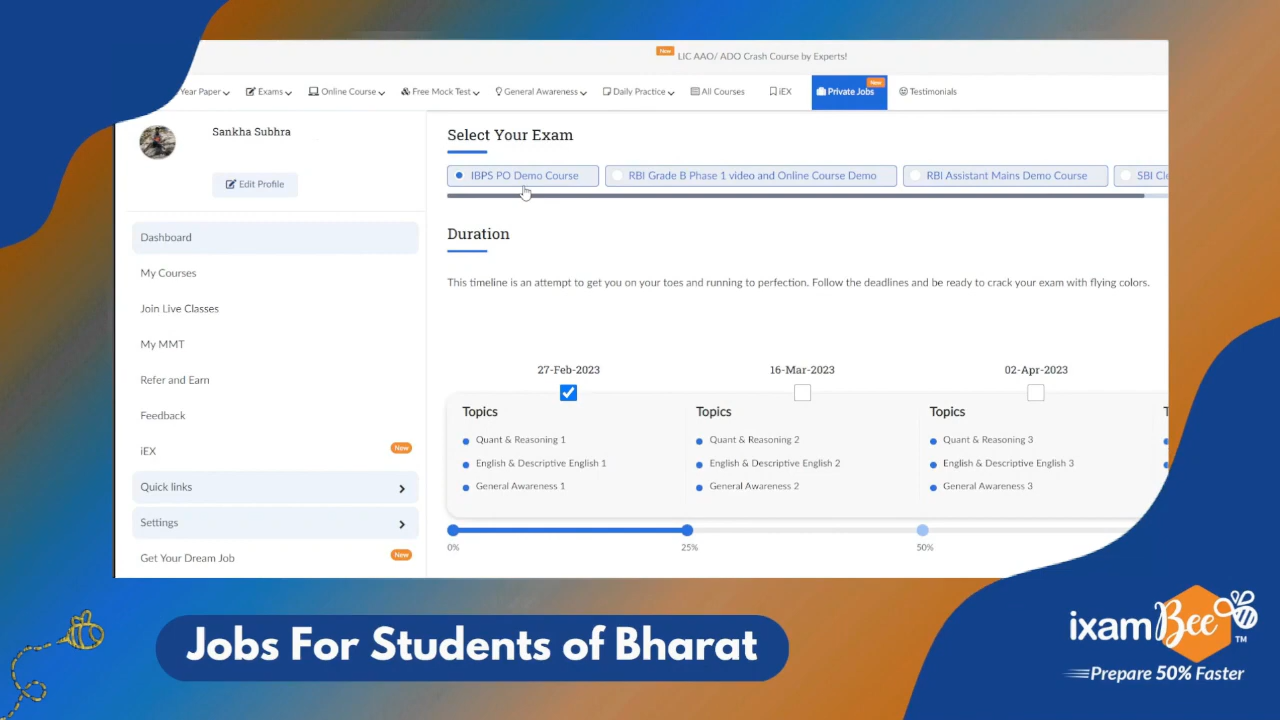 New LIC AAO/ ADO Crash Course by Experts!
Year Paper Exams Online Course Free Mock Test General Awareness Daily Practice All Courses iEX Private Jobs New Testimonials
Sankha Subhra
Edit Profile
Dashboard
My Courses
Join Live Classes
My MMT
Refer and Earn
Feedback
iEX New
Quick links
Settings
Get Your Dream Job New
Select Your Exam
IBPS PO Demo Course RBI Grade B Phase 1 video and Online Course Demo RBI Assistant Mains Demo Course SBI Cle
Duration
This timeline is an attempt to get you on your toes and running to perfection. Follow the deadlines and be ready to crack your exam with flying colors.
27-Feb-2023 16-Mar-2023 02-Apr-2023
Topics Topics Topics T
Quant & Reasoning 1 Quant & Reasoning 2 Quant & Reasoning 3
English & Descriptive English 1 English & Descriptive English 2 English & Descriptive English 3
General Awareness 1 General Awareness 2 General Awareness 3
0% 25% 50%
Jobs For Students of Bharat
ixamBee TM
Prepare 50% Faster